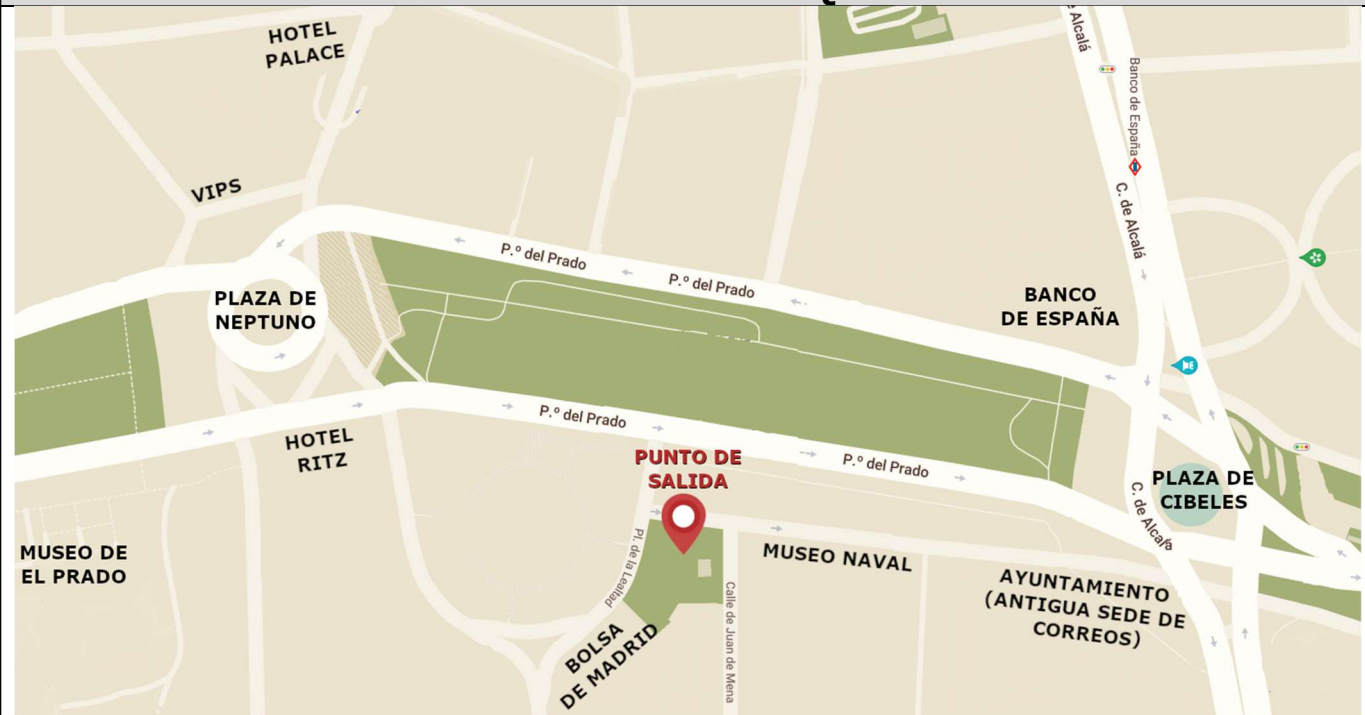 HOTEL
PALACE
e Alcalá
Banco de España
VIPS
C. de Alcalá
P.º del Prado
P.º del Prado
PLAZA DE
NEPTUNO
BANCO
DE ESPAÑA
P.º del Prado
HOTEL
RITZ
PUNTO DE
SALIDA
P.º del Prado
PLAZA DE
CIBELES
C. de Alcalá
MUSEO DE
EL PRADO
Pl. de la Lealtad
MUSEO NAVAL
AYUNTAMIENTO
(ANTIGUA SEDE DE
CORREOS)
Calle de Juan de Mena
BOLSA
DE MADRID